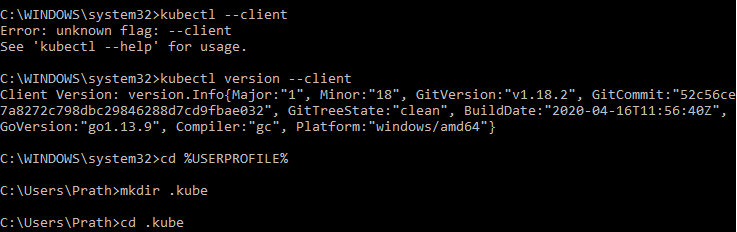 C:\WINDOWS\system32>kubectl --client
Error: unknown flag: --client
See 'kubectl --help' for usage.
C:\WINDOWS\system32>kubectl version --client
Client Version: version.Info{Major:"1", Minor:"18", GitVersion:"v1.18.2", GitCommit:"52c56ce
7a8272c798dbc29846288d7cd9fbae032", GitTreeState:"clean", BuildDate:"2020-04-16T11:56:40Z",
GoVersion:"go1.13.9", Compiler:"gc", Platform:"windows/amd64"}
C:\WINDOWS\system32>cd %USERPROFILE%
C:\Users\Prath>mkdir .kube
C:\Users\Prath>cd .kube